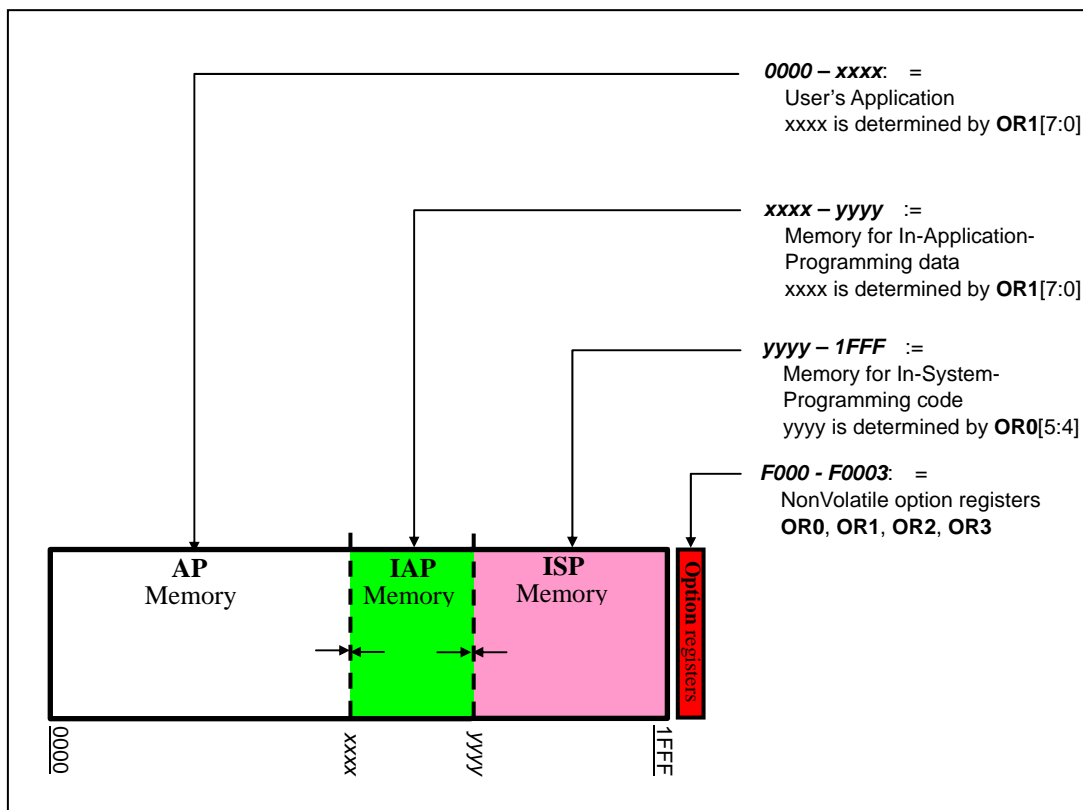 0000 – xxxx: =
User's Application
xxxx is determined by OR1[7:0]
xxxx – yyyy :=
Memory for In-Application-
Programming data
xxxx is determined by OR1[7:0]
yyyy – 1FFF :=
Memory for In-System-
Programming code
yyyy is determined by OR0[5:4]
F000 - F0003: =
NonVolatile option registers
OR0, OR1, OR2, OR3
AP
Memory
IAP
Memory
ISP
Memory
Option registers
0000
xxxx
yyyy
1FFF